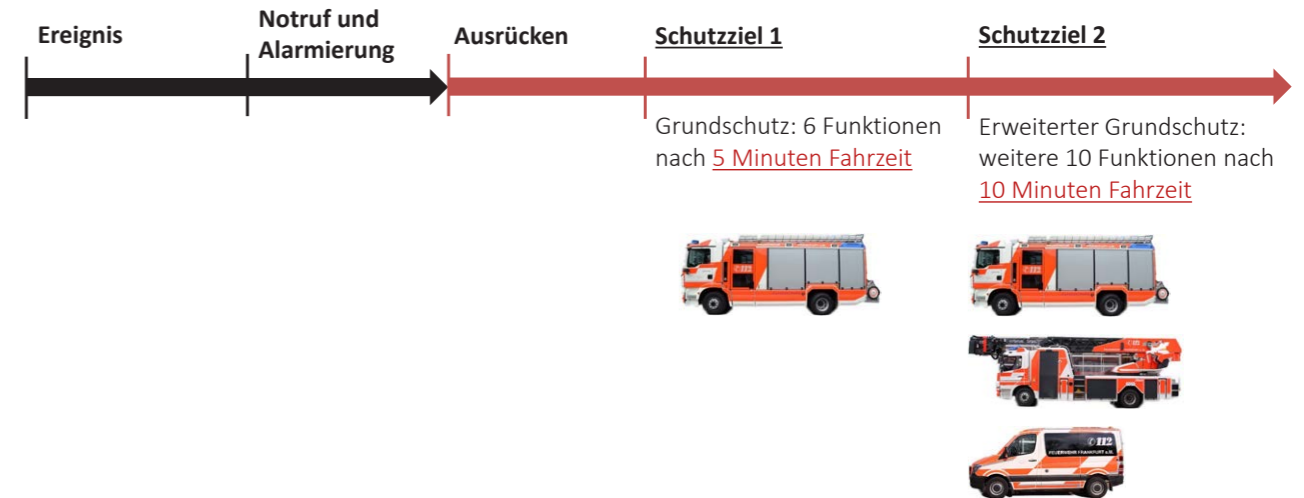 Ereignis
Notruf und
Alarmierung
Ausrücken
Schutzziel 1
Schutzziel 2
Grundschutz: 6 Funktionen
nach 5 Minuten Fahrzeit
Erweiterter Grundschutz:
weitere 10 Funktionen nach
10 Minuten Fahrzeit
112
112
112
FEUERWEHR FRANKFURT a.M.